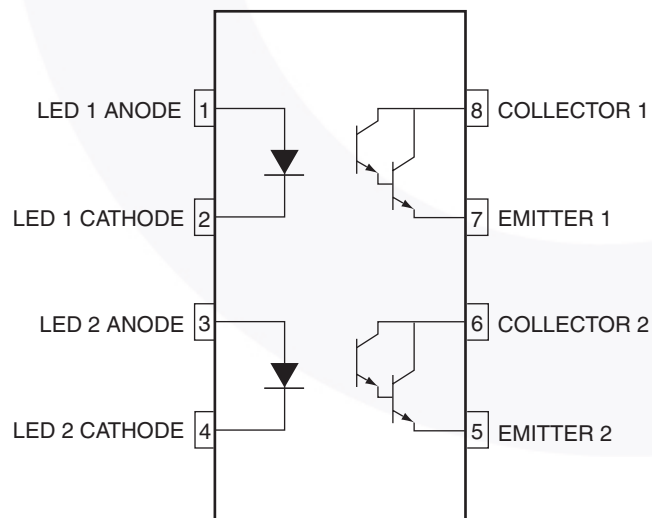 LED 1 ANODE 1 8 COLLECTOR 1
LED 1 CATHODE 2 7 EMITTER 1
LED 2 ANODE 3 6 COLLECTOR 2
LED 2 CATHODE 4 5 EMITTER 2